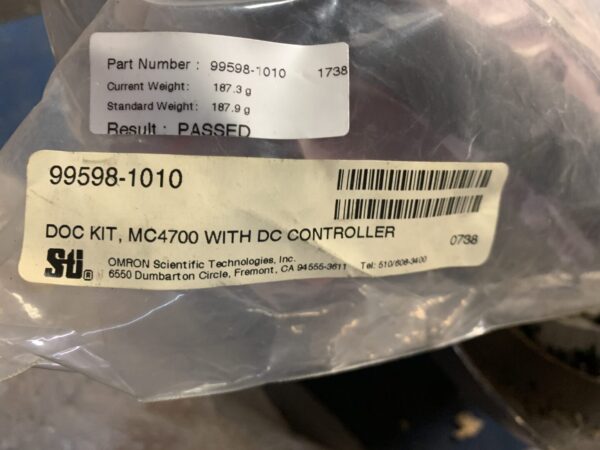 Part Number : 99598-1010 1738
Current Weight: 187.3 g
Standard Weight: 187.9 g
Result : PASSED
99598-1010
DOC KIT, MC4700 WITH DC CONTROLLER
0738
Sti®
OMRON Scientific Technologies, Inc.
6550 Dumbarton Circle, Fremont, CA 94555-3611 Tel: 510/608-3400